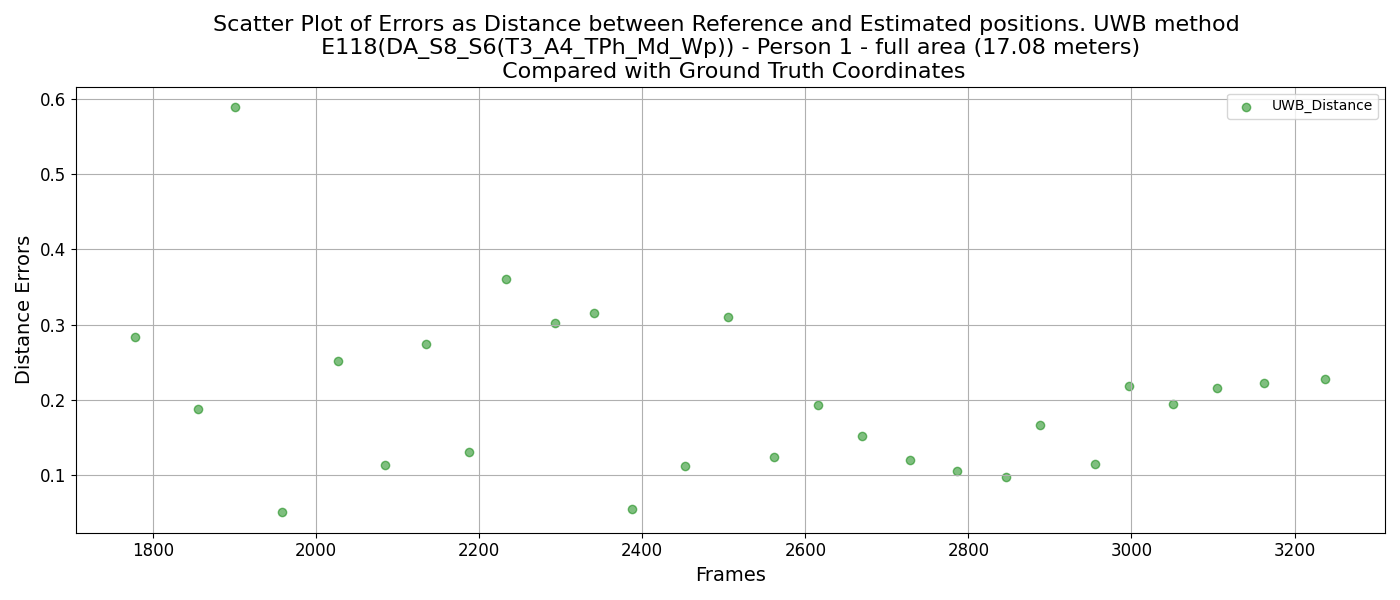 Scatter Plot of Errors as Distance between Reference and Estimated positions. UWB method
E118(DA_S8_S6(T3_A4_TPh_Md_Wp)) - Person 1 - full area (17.08 meters)
Compared with Ground Truth Coordinates
UWB_Distance
0.6
0.5
0.4
0.3
0.2
0.1
Distance Errors
1800 2000 2200 2400 2600 2800 3000 3200
Frames